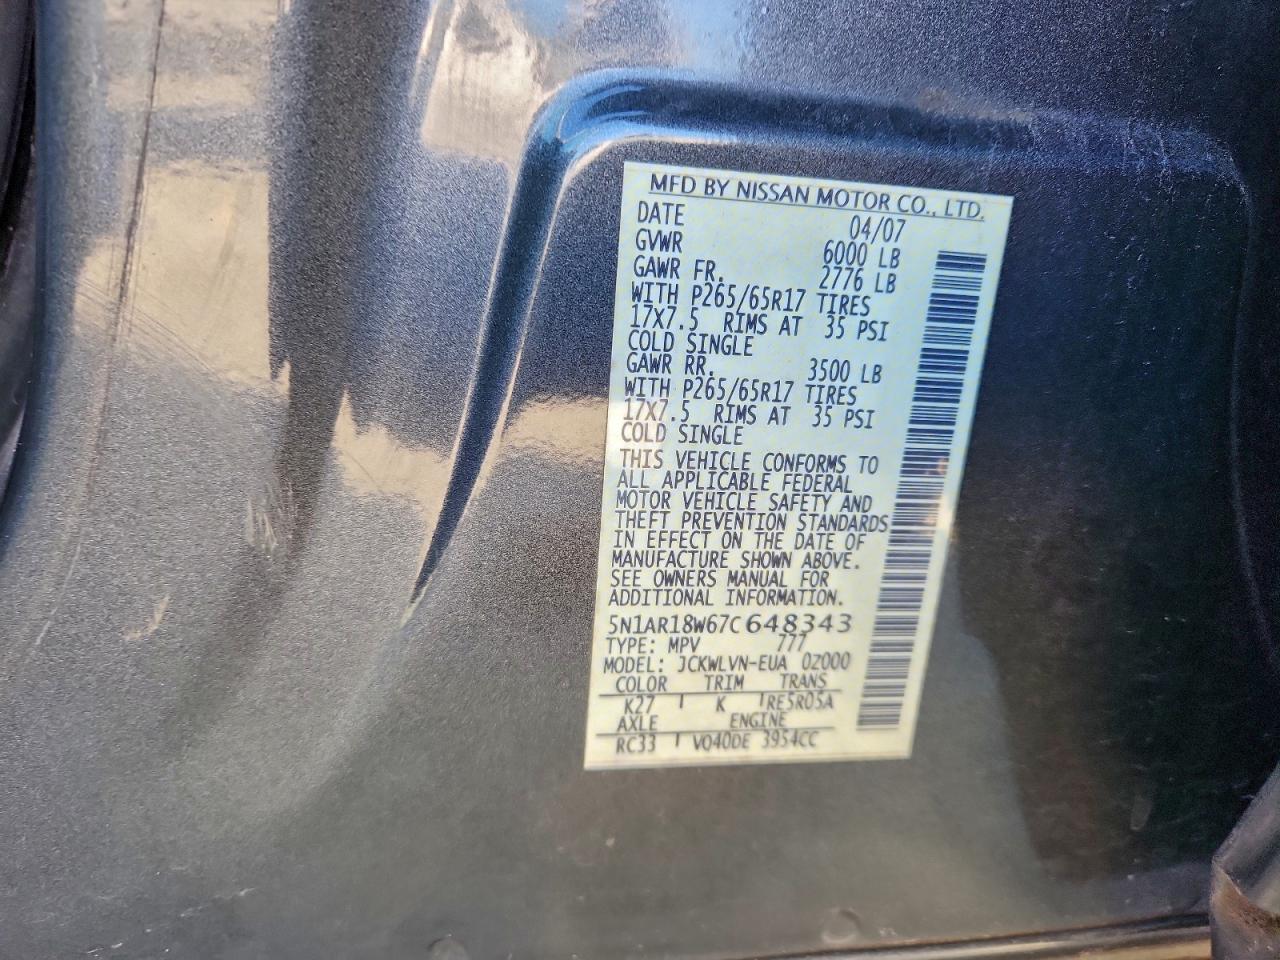 MFD BY NISSAN MOTOR CO., LTD.
DATE 04/07
GVWR 6000 LB
GAWR FR. 2776 LB
WITH P265/65R17 TIRES
17X7.5 RIMS AT 35 PSI
COLD SINGLE
GAWR RR. 3500 LB
WITH P265/65R17 TIRES
17X7.5 RIMS AT 35 PSI
COLD SINGLE
THIS VEHICLE CONFORMS TO
ALL APPLICABLE FEDERAL
MOTOR VEHICLE SAFETY AND
THEFT PREVENTION STANDARDS
IN EFFECT ON THE DATE OF
MANUFACTURE SHOWN ABOVE.
SEE OWNERS MANUAL FOR
ADDITIONAL INFORMATION.
5N1AR18W67C648343
TYPE: MPV 777
MODEL: JCKWLVN-EUA 0Z000
COLOR TRIM TRANS
K27 K RE5R05A
AXLE ENGINE
RC33 VQ40DE 3954CC